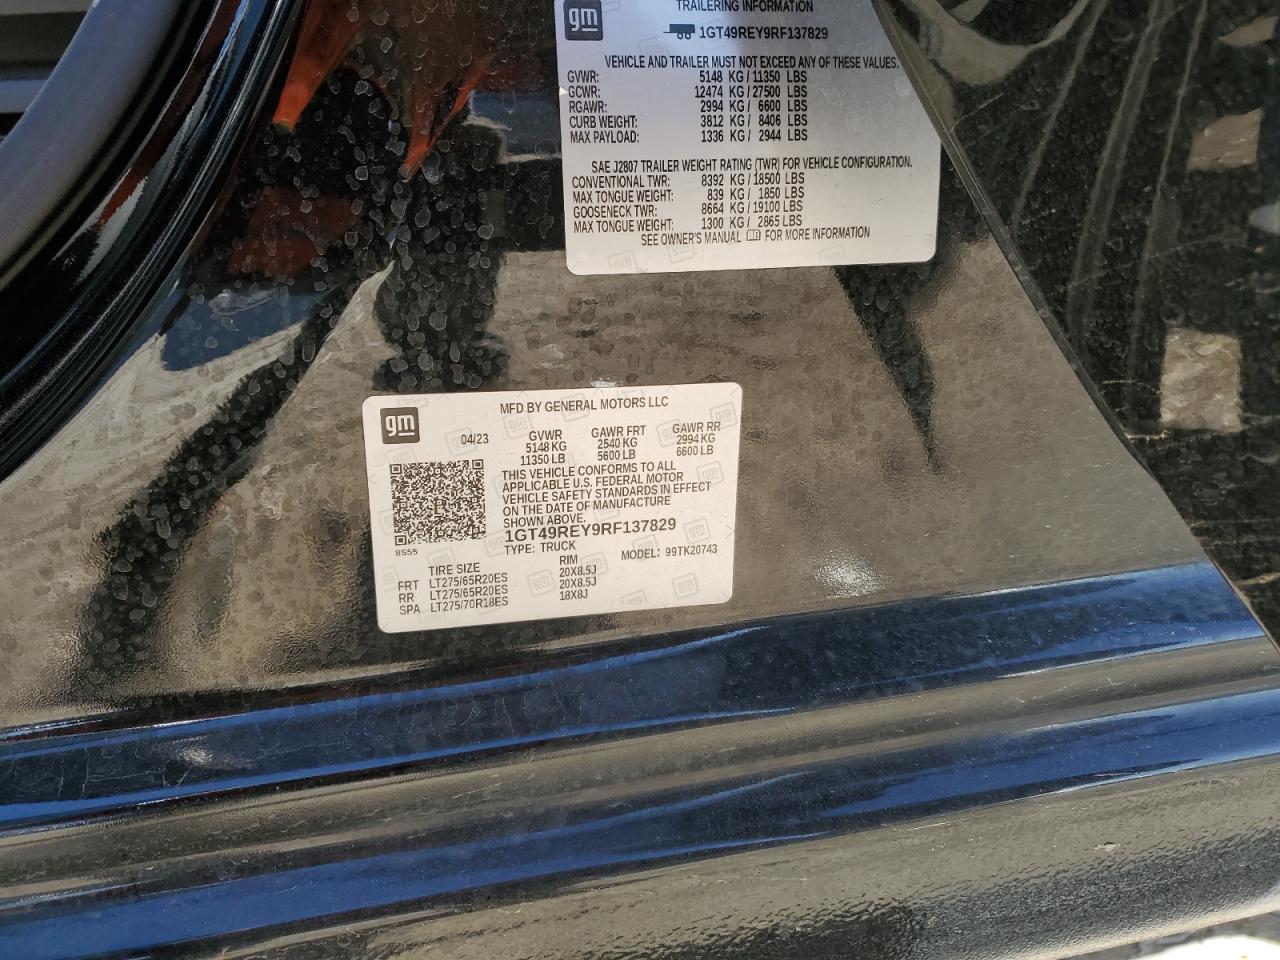 gm
TRAILERING INFORMATION
1GT49REY9RF137829
VEHICLE AND TRAILER MUST NOT EXCEED ANY OF THESE VALUES.
GVWR: 5148 KG/ 11350 LBS
GCWR: 12474 KG/ 27500 LBS
RGAWR: 2994 KG/ 6600 LBS
CURB WEIGHT: 3812 KG/ 8406 LBS
MAX PAYLOAD: 1336 KG/ 2944 LBS
SAE J2807 TRAILER WEIGHT RATING (TWR) FOR VEHICLE CONFIGURATION.
CONVENTIONAL TWR: 8392 KG/ 18500 LBS
MAX TONGUE WEIGHT: 839 KG/ 1850 LBS
GOOSENECK TWR: 8664 KG/ 19100 LBS
MAX TONGUE WEIGHT: 1300 KG/ 2865 LBS
SEE OWNER'S MANUAL FOR MORE INFORMATION
gm
MFD BY GENERAL MOTORS LLC
04/23 GVWR GAWR FRT GAWR RR
5148 KG 2540 KG 2994 KG
11350 LB 5600 LB 6600 LB
THIS VEHICLE CONFORMS TO ALL
APPLICABLE U.S. FEDERAL MOTOR
VEHICLE SAFETY STANDARDS IN EFFECT
ON THE DATE OF MANUFACTURE
SHOWN ABOVE.
1GT49REY9RF137829
8555
TYPE: TRUCK MODEL: 99TK20743
TIRE SIZE RIM
FRT LT275/65R20ES 20X8.5J
RR LT275/65R20ES 20X8.5J
SPA LT275/70R18ES 18X8J